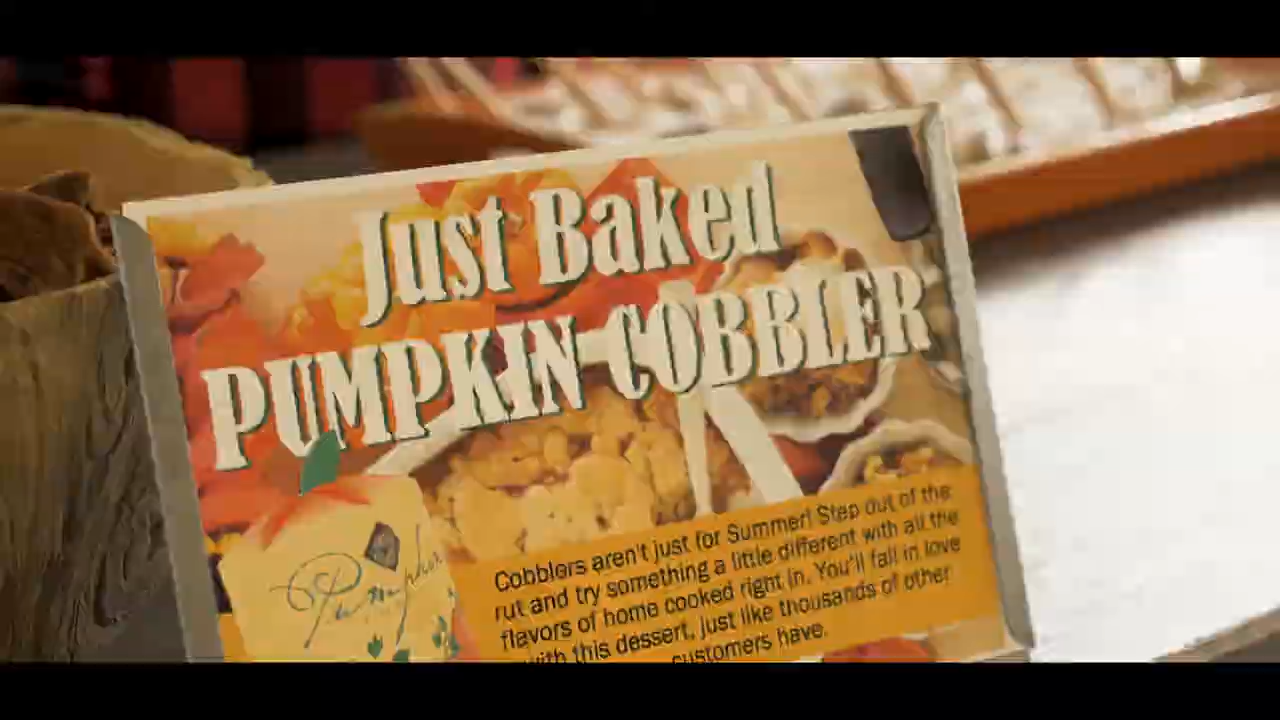 Just Baked
PUMPKIN COBBLER
Pumpkin
Cobblers aren't just for Summer! Step out of the
rut and try something a little different with all the
flavors of home cooked right in. You'll fall in love
with this dessert, just like thousands of other
customers have.